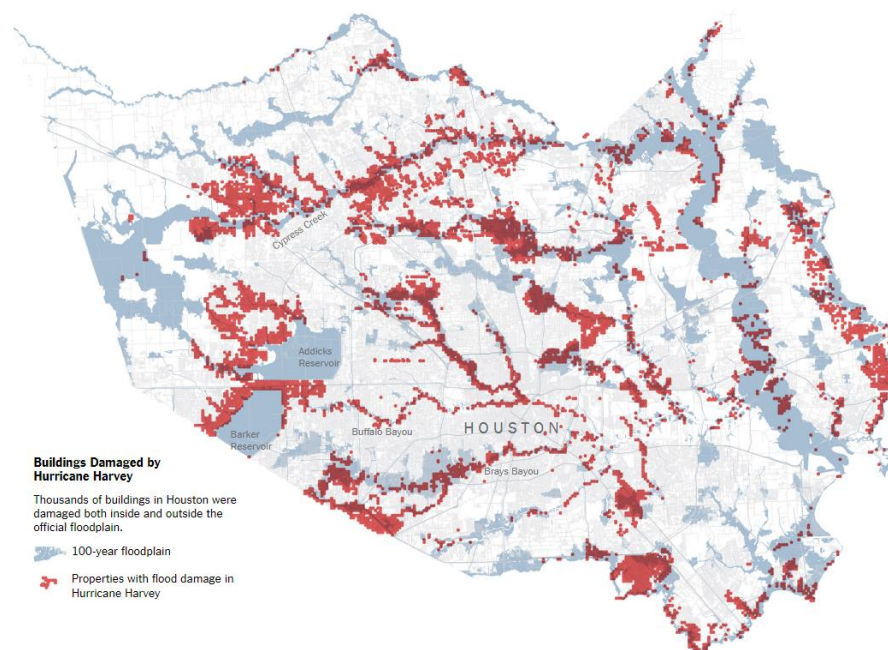 Cypress Creek
Addicks
Reservoir
Barker
Reservoir
Buffalo Bayou
HOUSTON
Brays Bayou
Buildings Damaged by
Hurricane Harvey
Thousands of buildings in Houston were
damaged both inside and outside the
official floodplain.
100-year floodplain
Properties with flood damage in
Hurricane Harvey